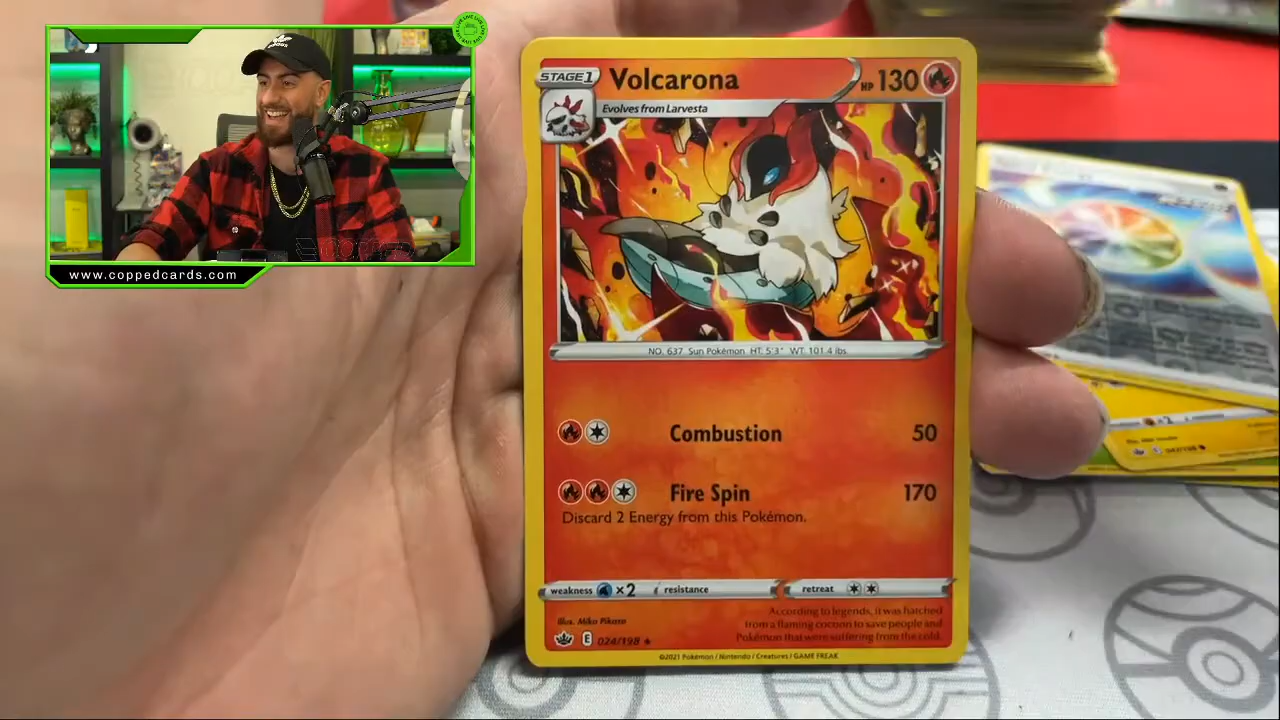 www.coppedcards.com
STAGE 1
Volcarona
HP 130
Evolves from Larvesta
NO. 637 Sun Pokémon HT: 5'3" WT: 101.4 lbs.
Combustion 50
Fire Spin 170
Discard 2 Energy from this Pokémon.
weakness ×2 resistance retreat
Illus. Miko Pikazo
According to legends, it was hatched
from a flaming cocoon to save people and
Pokémon that were suffering from the cold.
E 024/198 ★
©2021 Pokémon / Nintendo / Creatures / GAME FREAK
×2